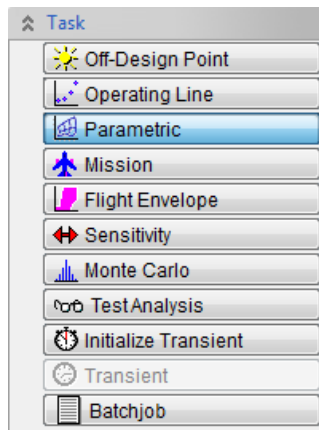 Task
Off-Design Point
Operating Line
Parametric
Mission
Flight Envelope
Sensitivity
Monte Carlo
Test Analysis
Initialize Transient
Transient
Batchjob